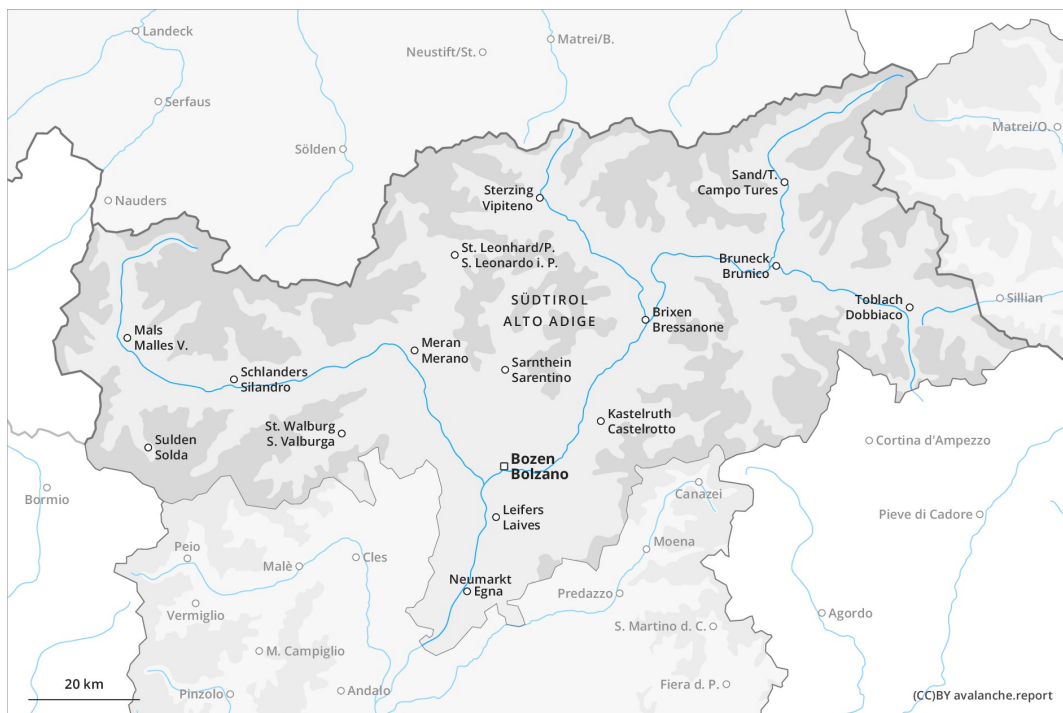 Landeck
Matrei/B.
Neustift/St.
Serfaus
Matrei/O.
Sölden
Sand/T.
Campo Tures
Sterzing
Vipiteno
Nauders
St. Leonhard/P.
S. Leonardo i. P.
Bruneck
Brunico
SÜDTIROL
ALTO ADIGE
Toblach
Dobbiaco
Sillian
Brixen
Bressanone
Mals
Malles V.
Meran
Merano
Schlanders
Silandro
Sarnthein
Sarentino
Kastelruth
Castelrotto
St. Walburg
S. Valburga
Sulden
Solda
Cortina d'Ampezzo
Bozen
Bolzano
Bormio
Canazei
Leifers
Laives
Pieve di Cadore
Peio
Malè
Cles
Moena
Neumarkt
Egna
Predazzo
Vermiglio
Agordo
S. Martino d. C.
M. Campiglio
20 km
Pinzolo
Andalo
Fiera d. P.
(CC)BY avalanche.report